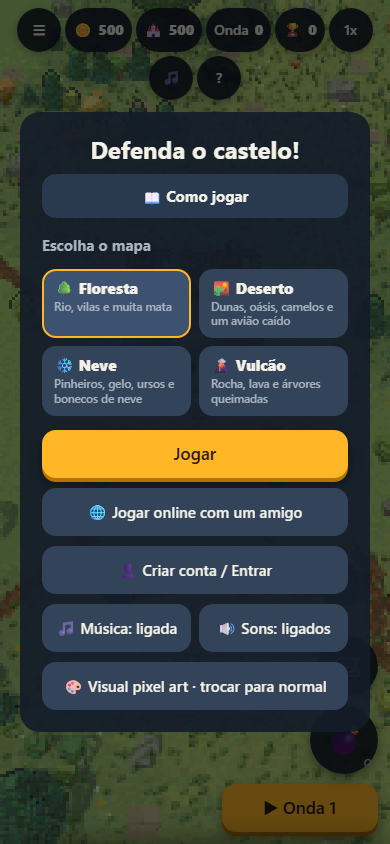 500
500
Onda 0
0
1x
?
Defenda o castelo!
Como jogar
Escolha o mapa
Floresta
Rio, vilas e muita mata
Deserto
Dunas, oásis, camelos e
um avião caído
Neve
Pinheiros, gelo, ursos e
bonecos de neve
Vulcão
Rocha, lava e árvores
queimadas
Jogar
Jogar online com um amigo
Criar conta / Entrar
Música: ligada
Sons: ligados
Visual pixel art · trocar para normal
▶ Onda 1